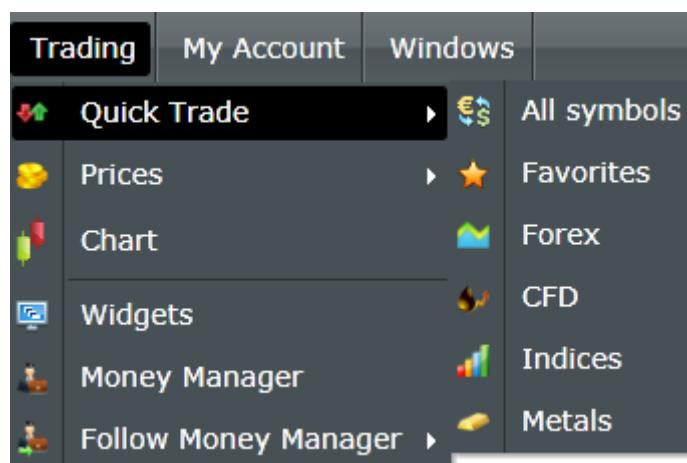 Trading My Account Windows
Quick Trade
Prices
Chart
Widgets
Money Manager
Follow Money Manager
All symbols
Favorites
Forex
CFD
Indices
Metals